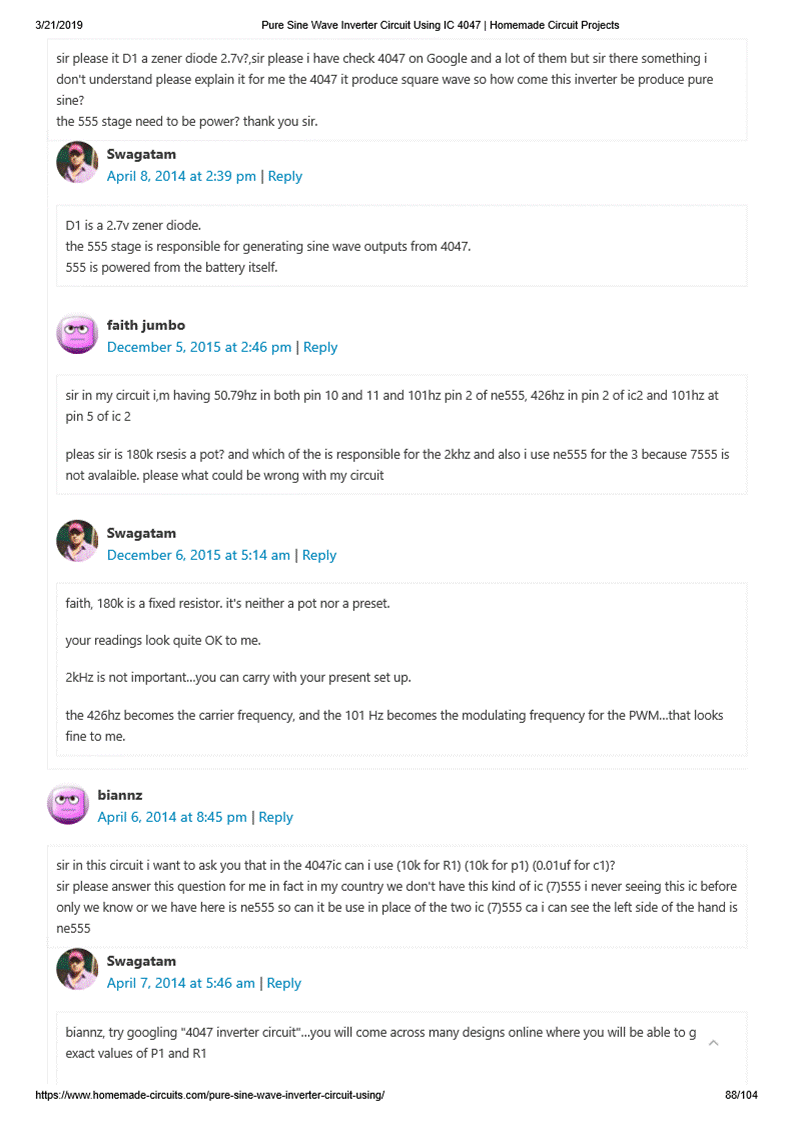 3/21/2019
Pure Sine Wave Inverter Circuit Using IC 4047 | Homemade Circuit Projects
sir please it D1 a zener diode 2.7v?,sir please i have check 4047 on Google and a lot of them but sir there something i
don't understand please explain it for me the 4047 it produce square wave so how come this inverter be produce pure
sine?
the 555 stage need to be power? thank you sir.
Swagatam
April 8, 2014 at 2:39 pm | Reply
D1 is a 2.7v zener diode.
the 555 stage is responsible for generating sine wave outputs from 4047.
555 is powered from the battery itself.
faith jumbo
December 5, 2015 at 2:46 pm | Reply
sir in my circuit i,m having 50.79hz in both pin 10 and 11 and 101hz pin 2 of ne555, 426hz in pin 2 of ic2 and 101hz at
pin 5 of ic 2
pleas sir is 180k rsesis a pot? and which of the is responsible for the 2khz and also i use ne555 for the 3 because 7555 is
not avalaible. please what could be wrong with my circuit
Swagatam
December 6, 2015 at 5:14 am | Reply
faith, 180k is a fixed resistor. it's neither a pot nor a preset.
your readings look quite OK to me.
2kHz is not important...you can carry with your present set up.
the 426hz becomes the carrier frequency, and the 101 Hz becomes the modulating frequency for the PWM...that looks
fine to me.
biannz
April 6, 2014 at 8:45 pm | Reply
sir in this circuit i want to ask you that in the 4047ic can i use (10k for R1) (10k for p1) (0.01uf for c1)?
sir please answer this question for me in fact in my country we don't have this kind of ic (7)555 i never seeing this ic before
only we know or we have here is ne555 so can it be use in place of the two ic (7)555 ca i can see the left side of the hand is
ne555
Swagatam
April 7, 2014 at 5:46 am | Reply
biannz, try googling "4047 inverter circuit"...you will come across many designs online where you will be able to g
exact values of P1 and R1
https://www.homemade-circuits.com/pure-sine-wave-inverter-circuit-using/
88/104